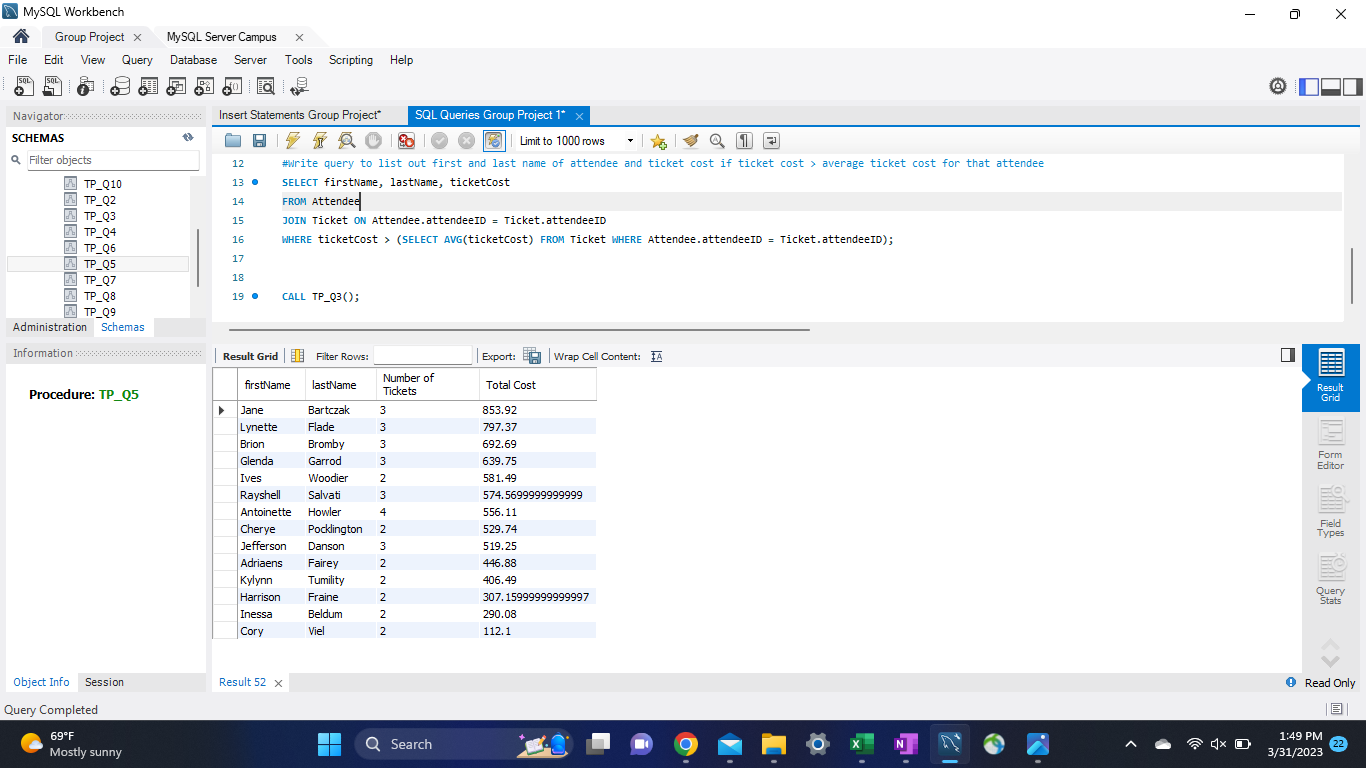 MySQL Workbench
Group Project
MySQL Server Campus
File Edit View Query Database Server Tools Scripting Help
SQL SQL
Navigator
SCHEMAS
Filter objects
TP_Q10
TP_Q2
TP_Q3
TP_Q4
TP_Q6
TP_Q5
TP_Q7
TP_Q8
TP_Q9
Administration Schemas
Information
Procedure: TP_Q5
Object Info Session
Insert Statements Group Project*
SQL Queries Group Project 1*
Limit to 1000 rows
12 #Write query to list out first and last name of attendee and ticket cost if ticket cost > average ticket cost for that attendee
13 SELECT firstName, lastName, ticketCost
14 FROM Attendee
15 JOIN Ticket ON Attendee.attendeeID = Ticket.attendeeID
16 WHERE ticketCost > (SELECT AVG(ticketCost) FROM Ticket WHERE Attendee.attendeeID = Ticket.attendeeID);
17
18
19 CALL TP_Q3();
Result Grid Filter Rows: Export: Wrap Cell Content:
firstName lastName Number of Tickets Total Cost
Jane Bartczak 3 853.92
Lynette Flade 3 797.37
Brion Bromby 3 692.69
Glenda Garrod 3 639.75
Ives Woodier 2 581.49
Rayshell Salvati 3 574.5699999999999
Antoinette Howler 4 556.11
Cherye Pocklington 2 529.74
Jefferson Danson 3 519.25
Adriaens Fairey 2 446.88
Kylynn Tumility 2 406.49
Harrison Fraine 2 307.15999999999997
Inessa Beldum 2 290.08
Cory Viel 2 112.1
Result 52
Result
Grid
Form
Editor
Field
Types
Query
Stats
Read Only
Query Completed
69°F
Mostly sunny
Search
1:49 PM
3/31/2023
22